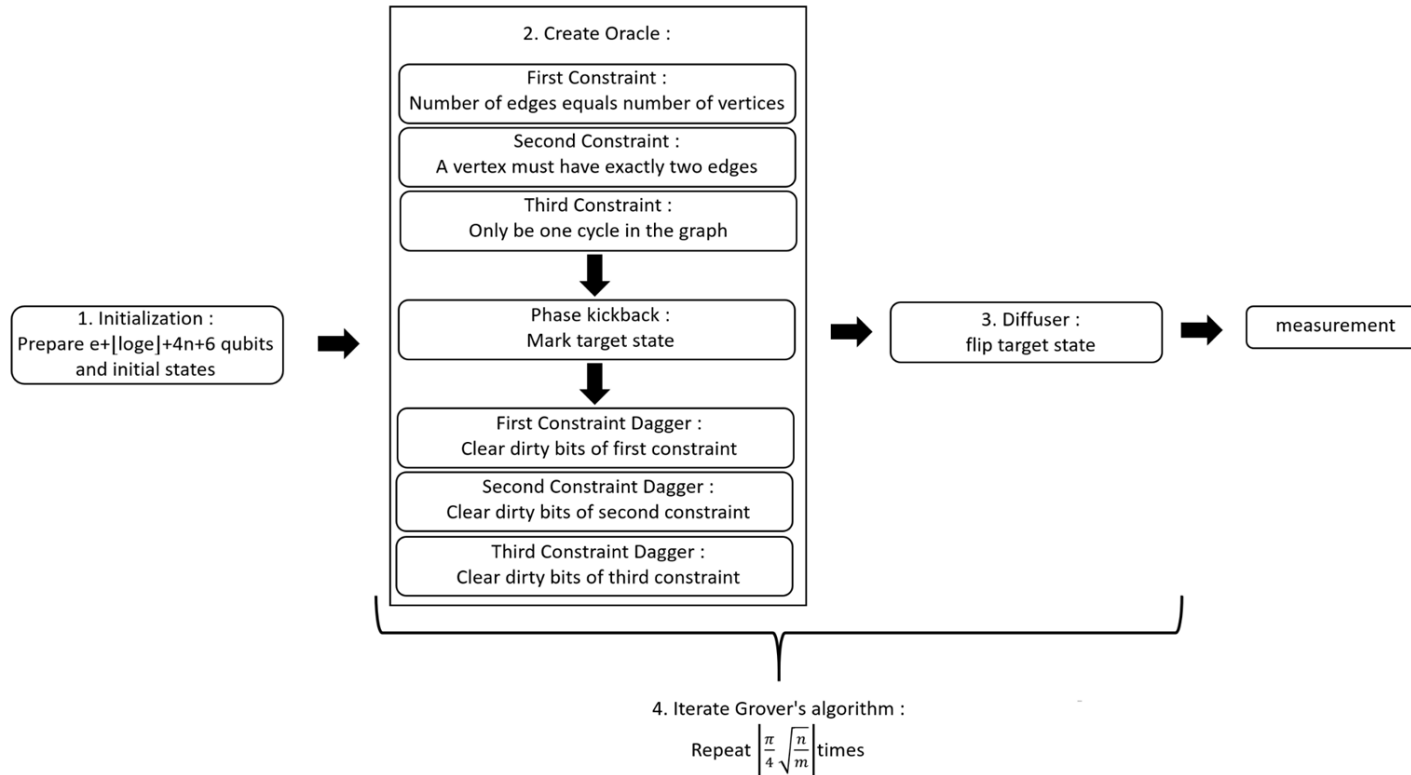 1. Initialization :
Prepare e+⌊loge⌋+4n+6 qubits
and initial states
2. Create Oracle :
First Constraint :
Number of edges equals number of vertices
Second Constraint :
A vertex must have exactly two edges
Third Constraint :
Only be one cycle in the graph
Phase kickback :
Mark target state
First Constraint Dagger :
Clear dirty bits of first constraint
Second Constraint Dagger :
Clear dirty bits of second constraint
Third Constraint Dagger :
Clear dirty bits of third constraint
3. Diffuser :
flip target state
measurement
4. Iterate Grover's algorithm :
Repeat ⌊π/4 √(n/m)⌋ times